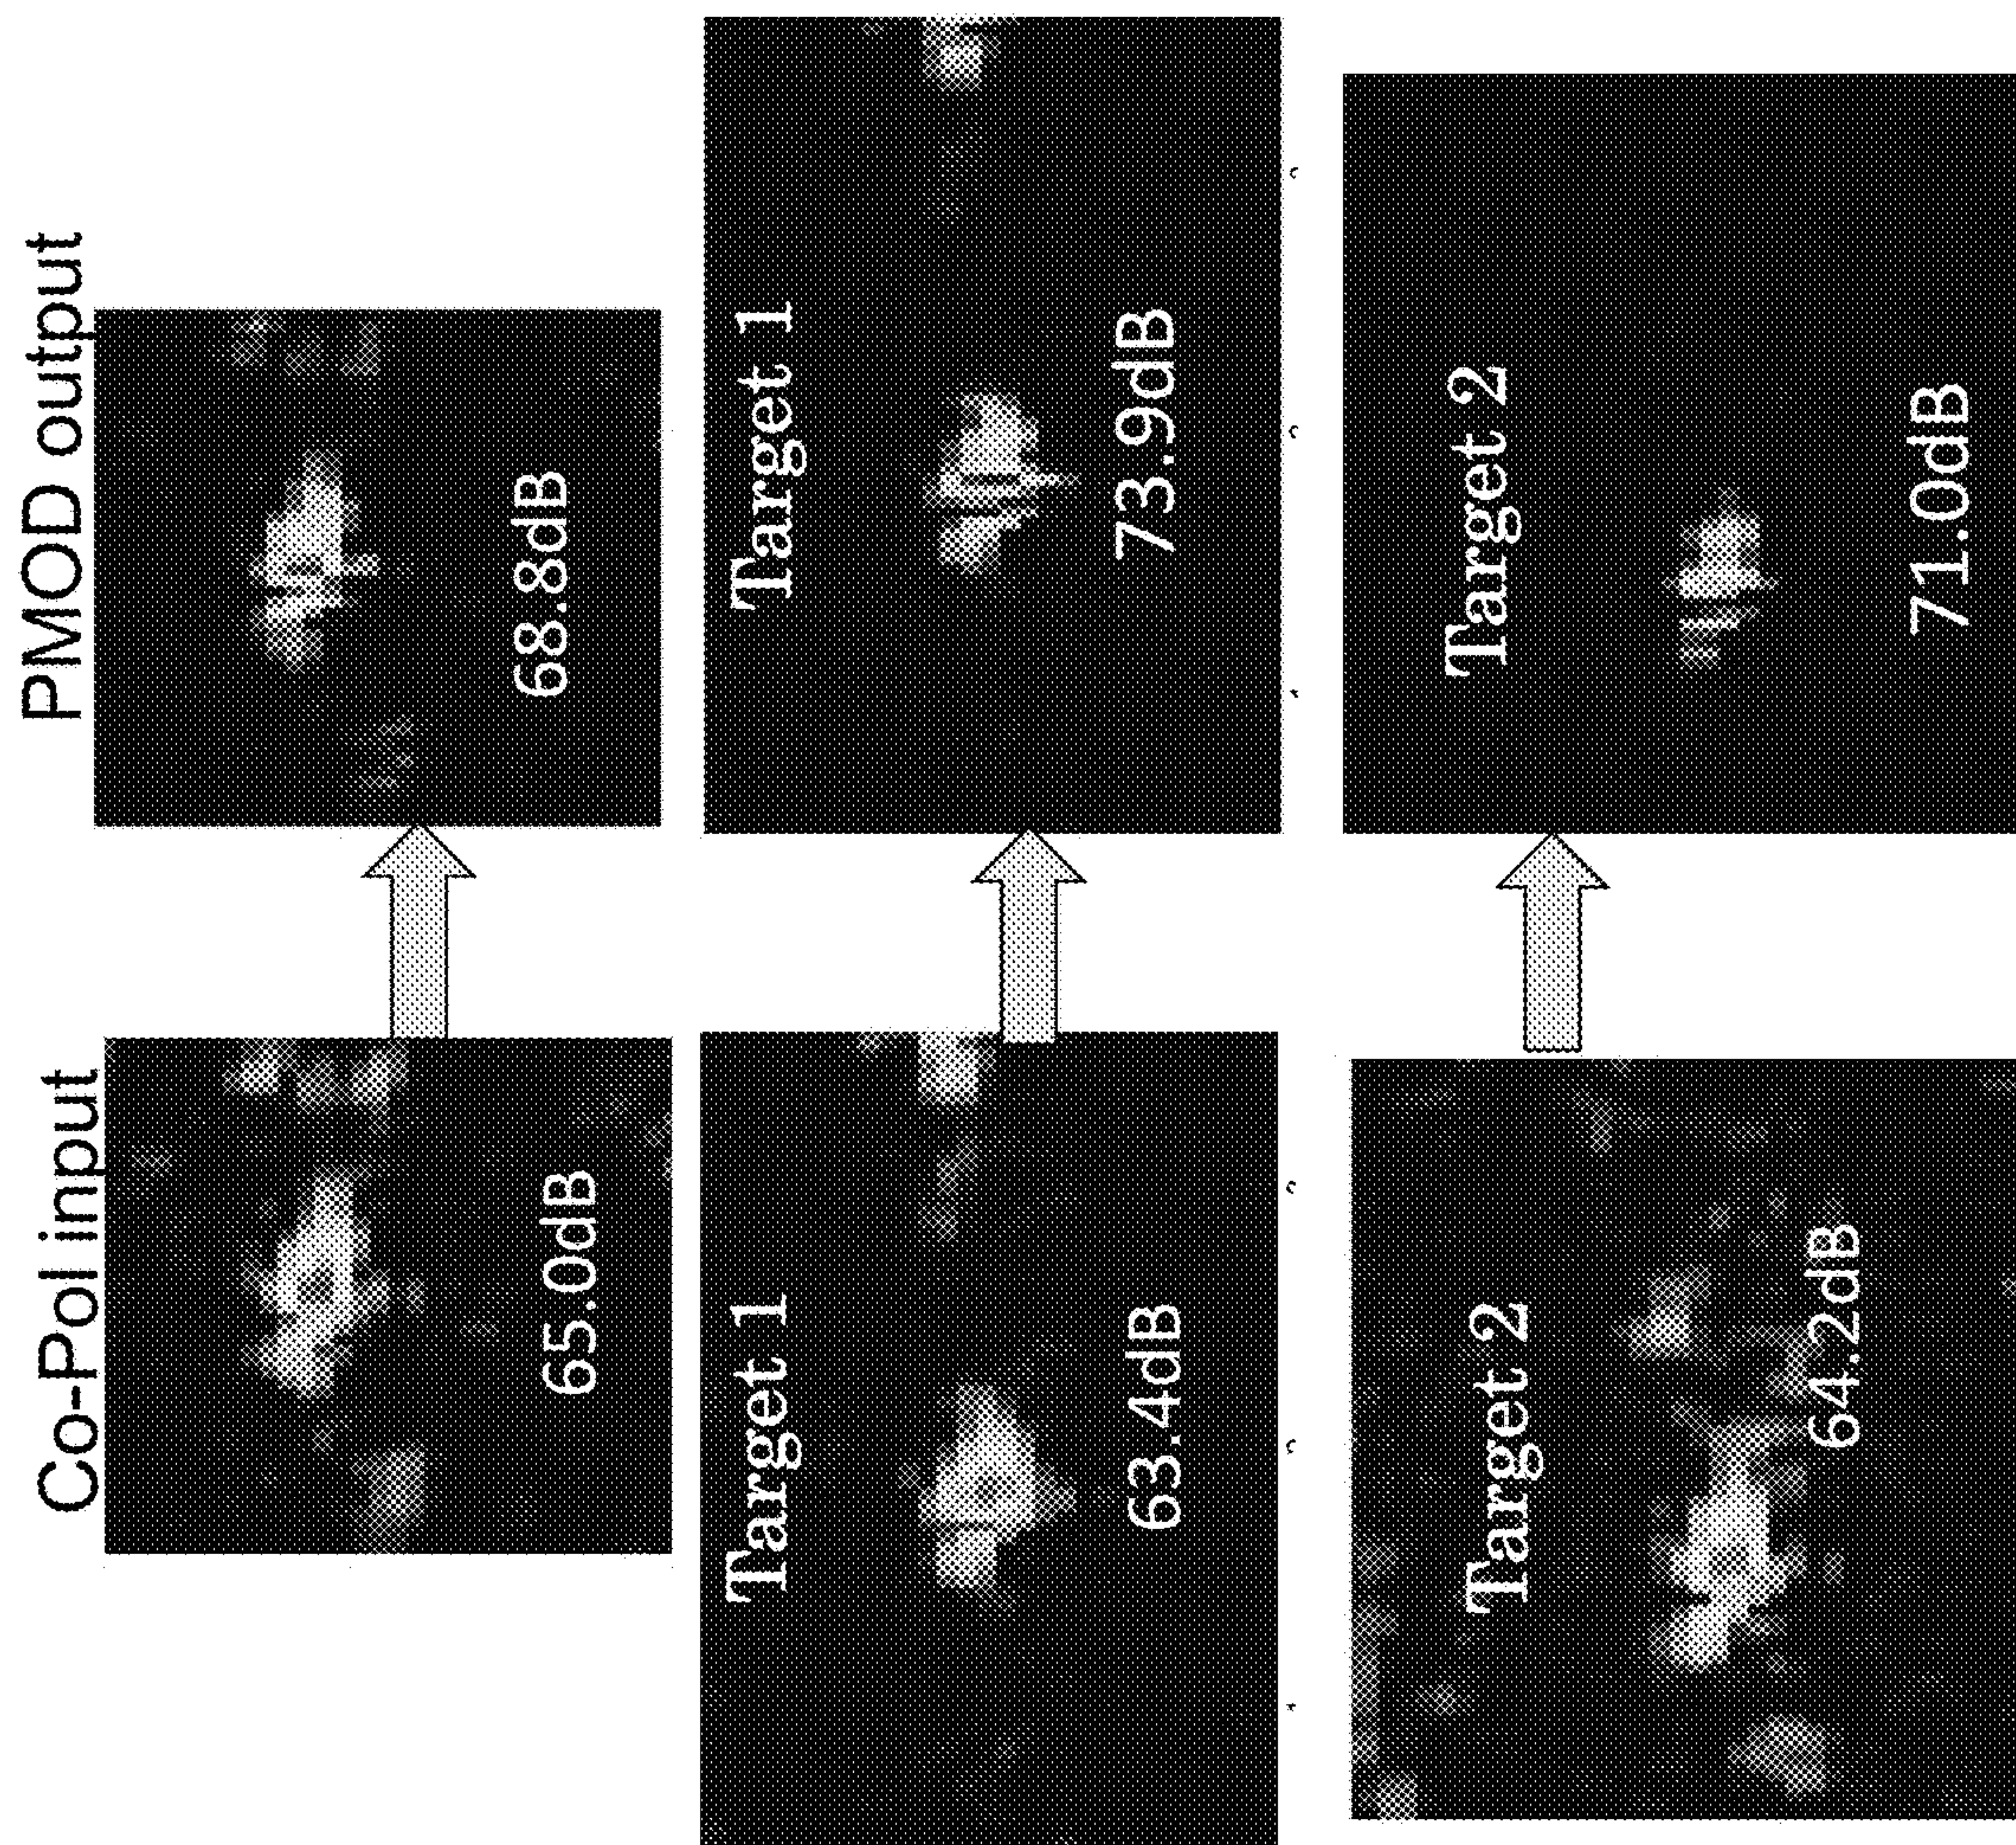 Co-Pol input
PMOD output
65.0dB
68.8dB
Target 1
63.4dB
Target 1
73.9dB
Target 2
64.2dB
Target 2
71.0dB